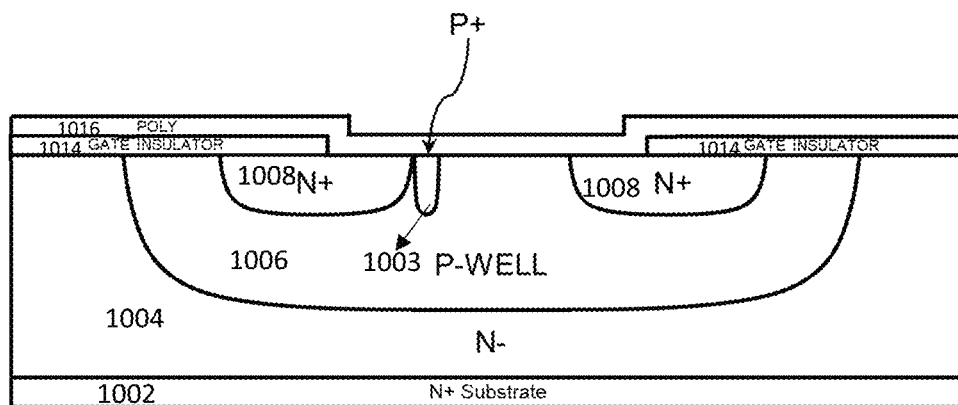 P+
1016 POLY
1014 GATE INSULATOR
1014 GATE INSULATOR
1008 N+
1008 N+
1006
1003
P-WELL
1004
N-
1002
N+ Substrate